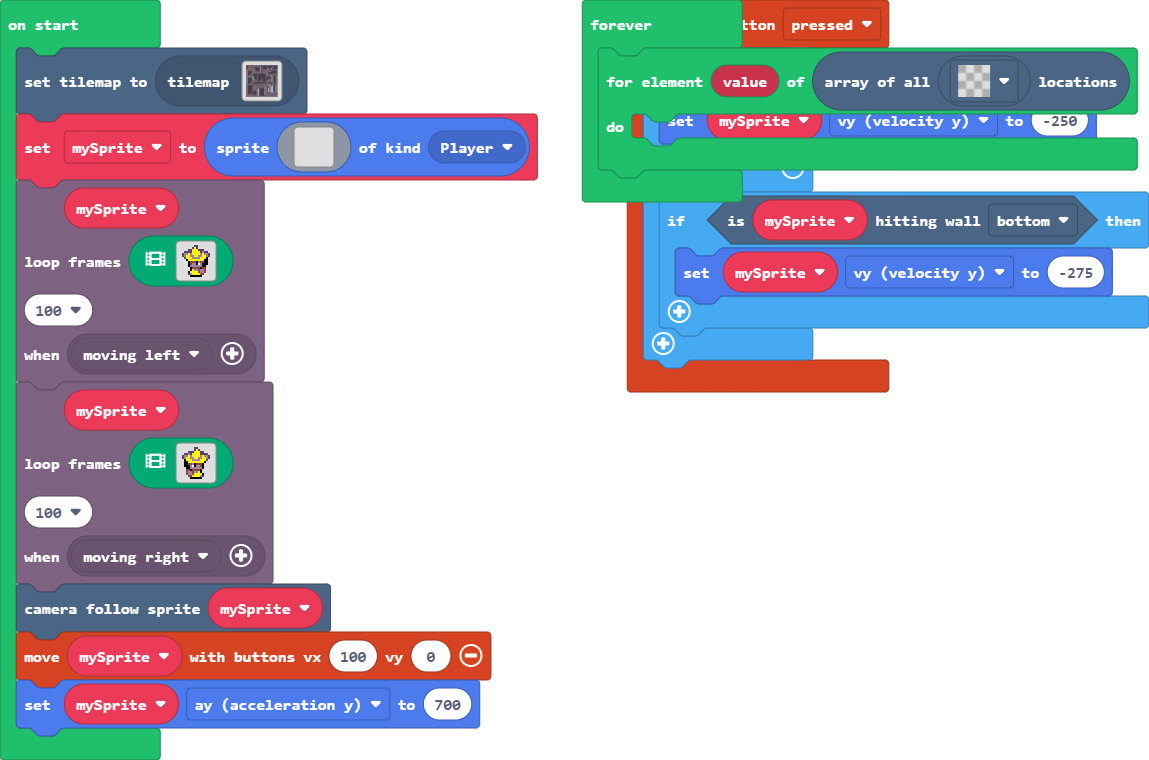 on start
set tilemap to tilemap
set mySprite to sprite of kind Player
mySprite
loop frames
100
when moving left
mySprite
loop frames
100
when moving right
camera follow sprite mySprite
move mySprite with buttons vx 100 vy 0
set mySprite ay (acceleration y) to 700
forever
tton pressed
for element value of array of all locations
do
set mySprite vy (velocity y) to -250
if is mySprite hitting wall bottom then
set mySprite vy (velocity y) to -275